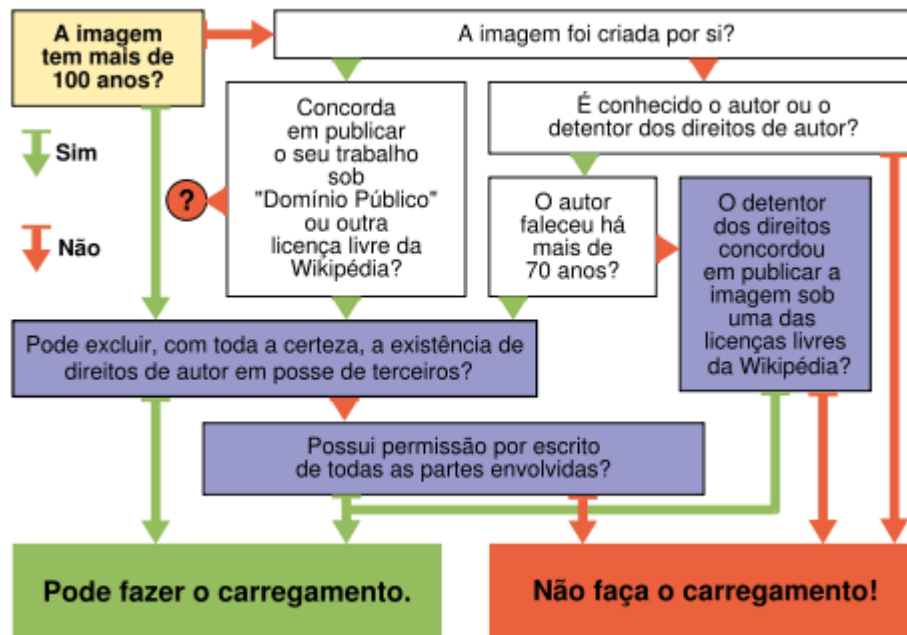 A imagem
tem mais de
100 anos?
A imagem foi criada por si?
Sim
Não
Concorda
em publicar
o seu trabalho
sob
"Domínio Público"
ou outra
licença livre da
Wikipédia?
?
É conhecido o autor ou o
detentor dos direitos de autor?
O autor
faleceu há
mais de
70 anos?
O detentor
dos direitos
concordou
em publicar a
imagem sob
uma das
licenças livres
da Wikipédia?
Pode excluir, com toda a certeza, a existência de
direitos de autor em posse de terceiros?
Possui permissão por escrito
de todas as partes envolvidas?
Pode fazer o carregamento.
Não faça o carregamento!